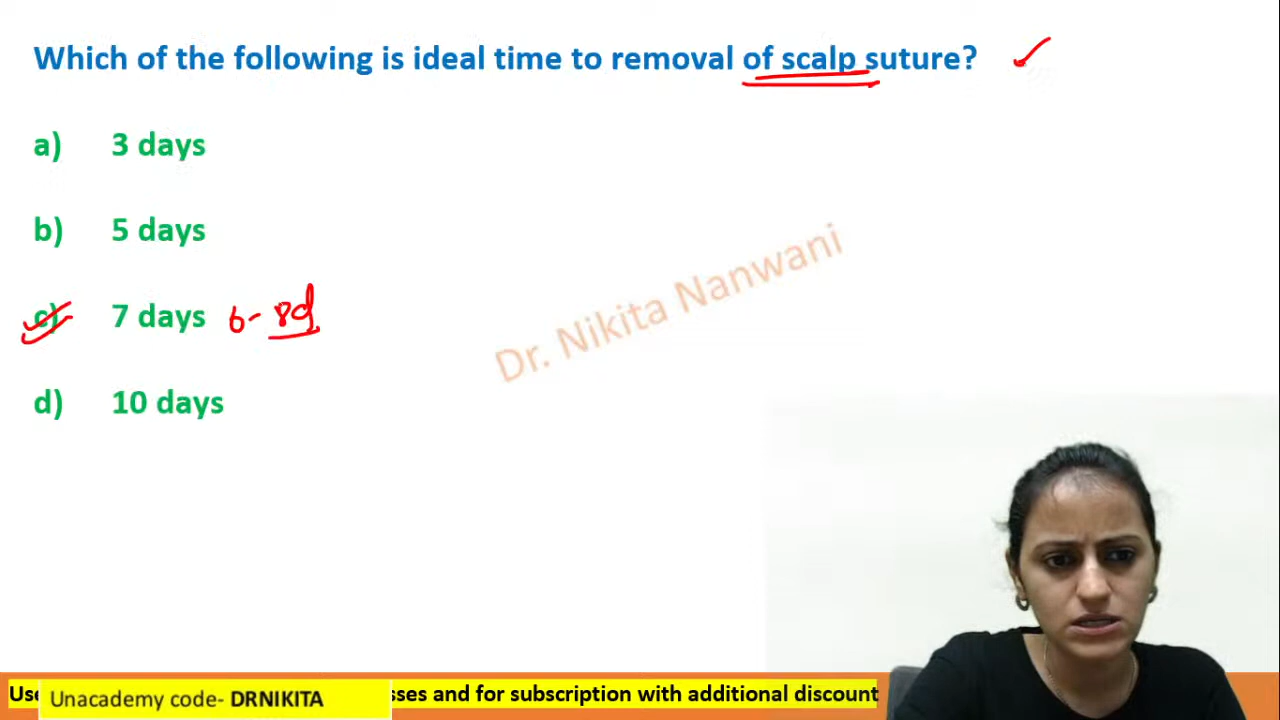 Which of the following is ideal time to removal of scalp suture?
a) 3 days
b) 5 days
c) 7 days 6-8d
d) 10 days
Dr. Nikita Nanwani
Use
sses and for subscription with additional discount
Unacademy code- DRNIKITA